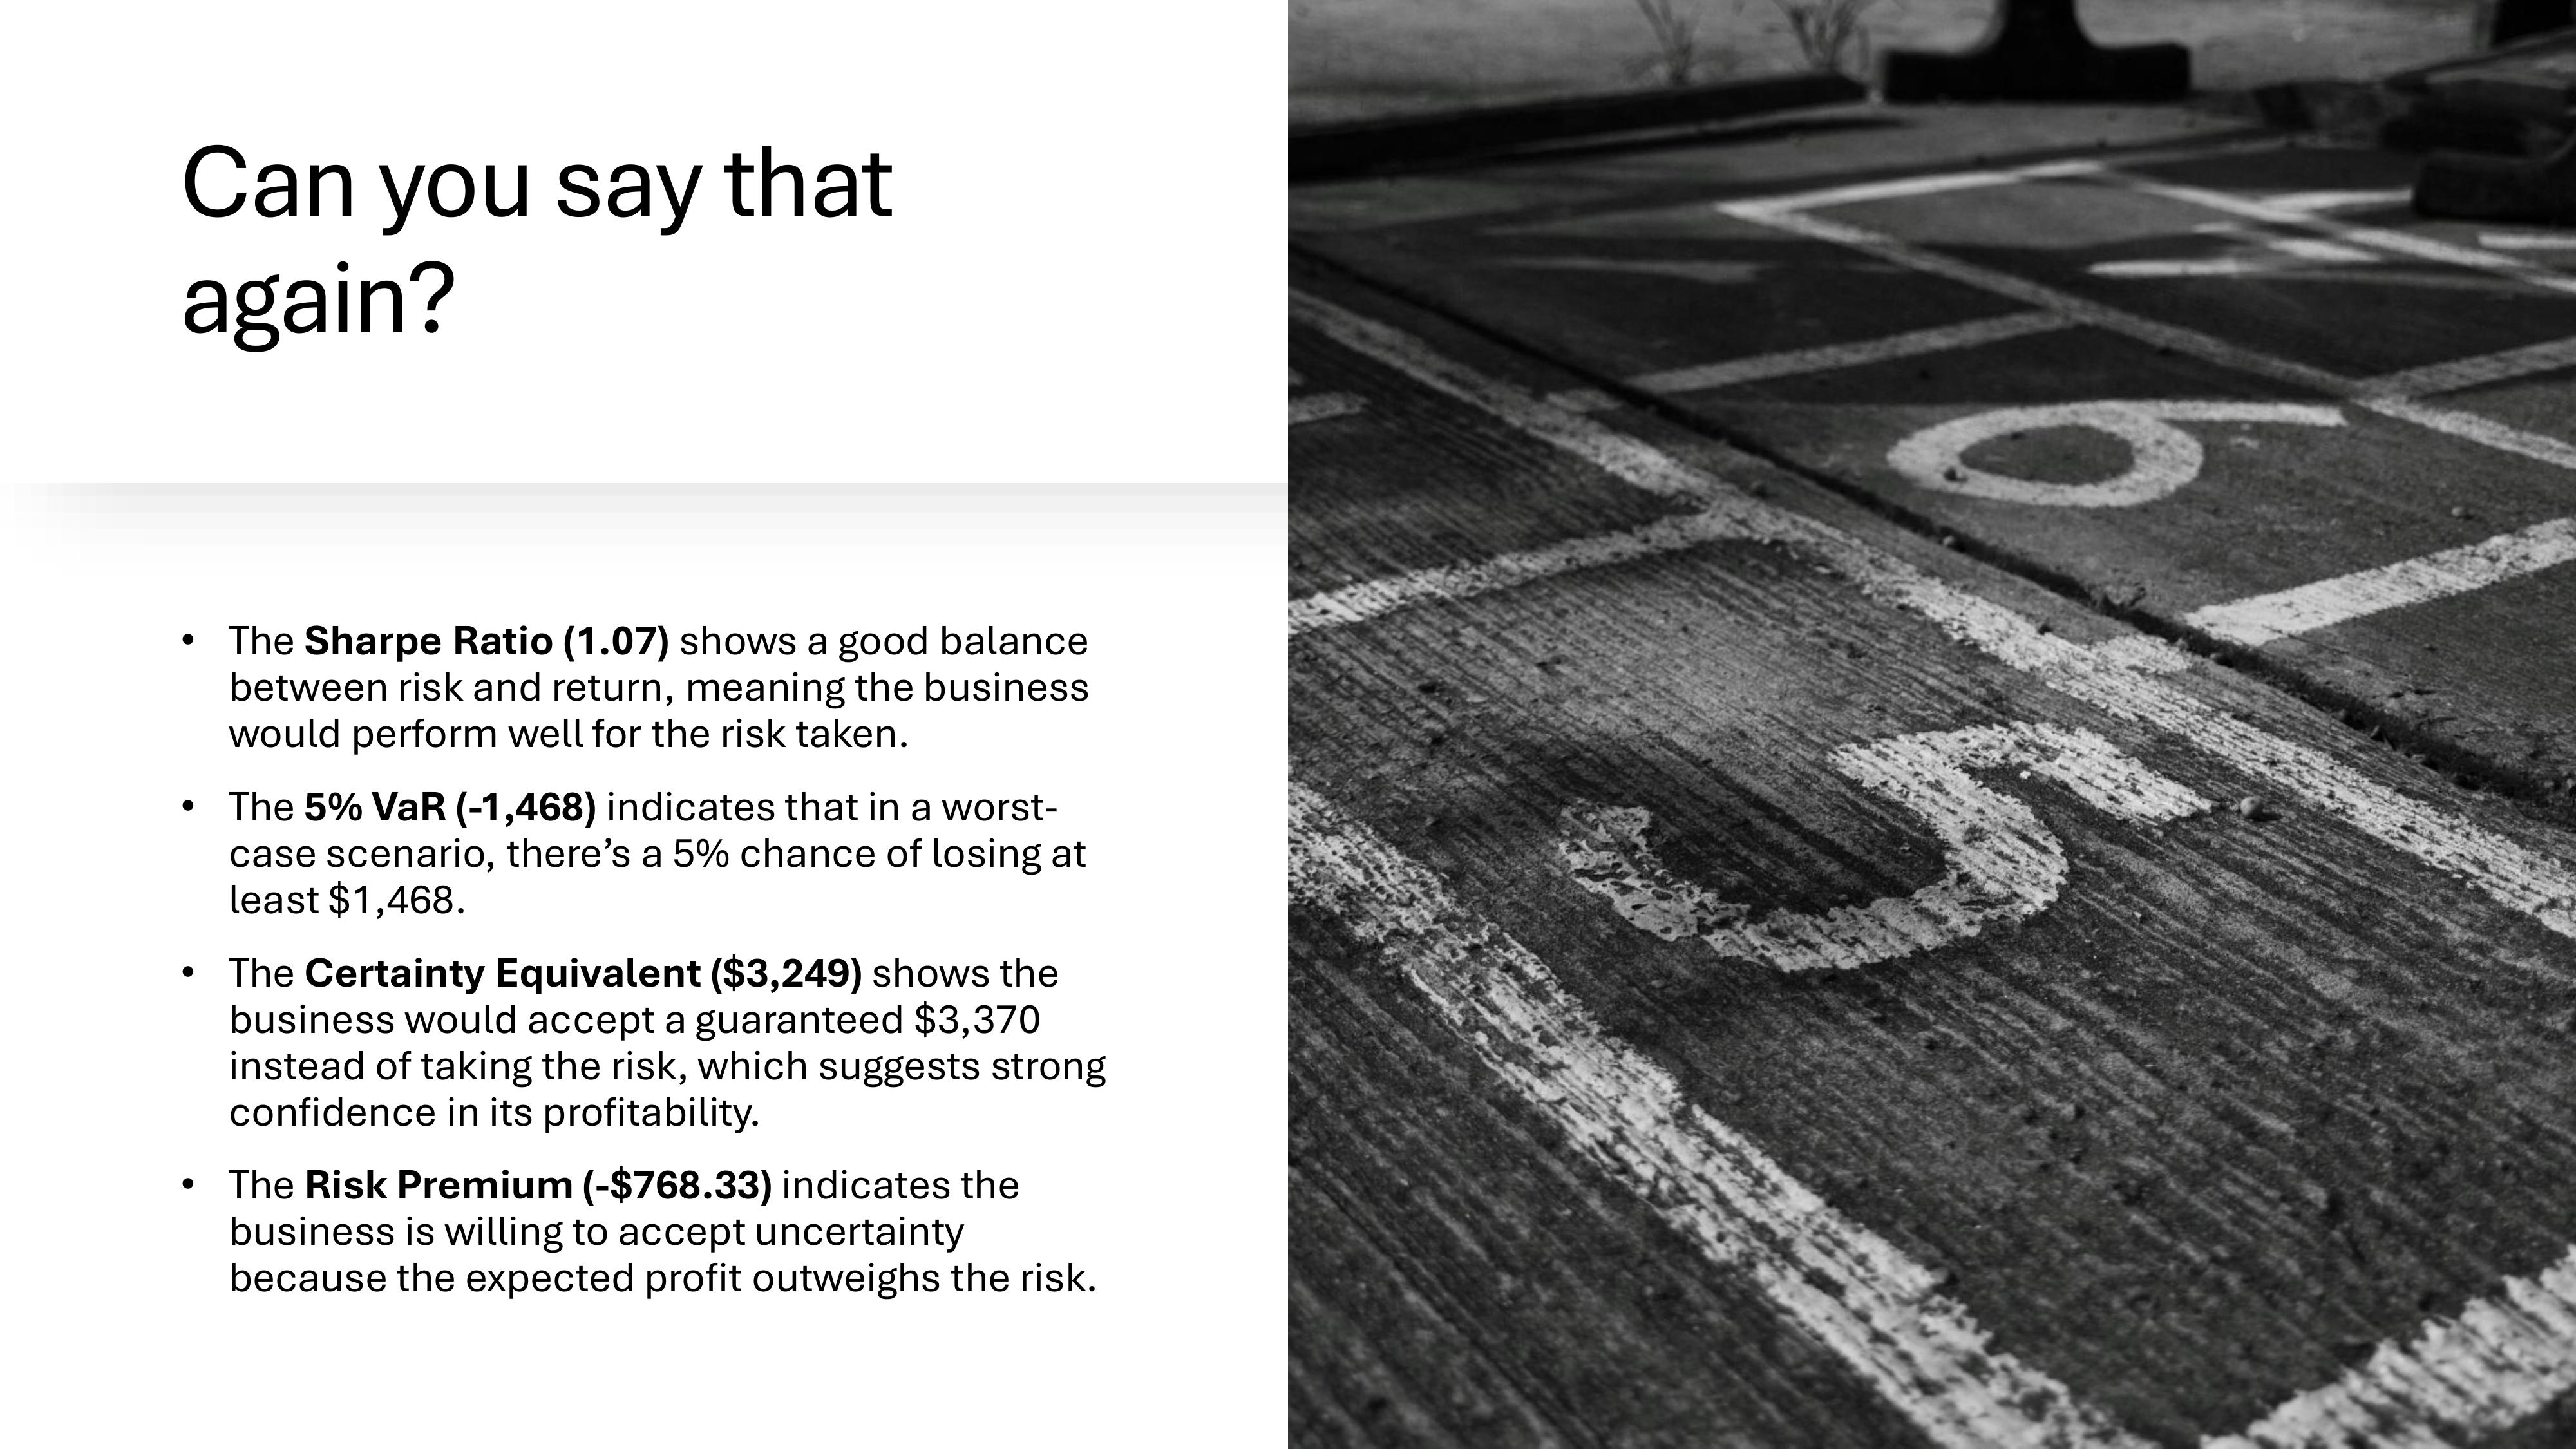 Can you say that
again?
• The Sharpe Ratio (1.07) shows a good balance
between risk and return, meaning the business
would perform well for the risk taken.
• The 5% VaR (-1,468) indicates that in a worst-
case scenario, there’s a 5% chance of losing at
least $1,468.
• The Certainty Equivalent ($3,249) shows the
business would accept a guaranteed $3,370
instead of taking the risk, which suggests strong
confidence in its profitability.
• The Risk Premium (-$768.33) indicates the
business is willing to accept uncertainty
because the expected profit outweighs the risk.
6
5